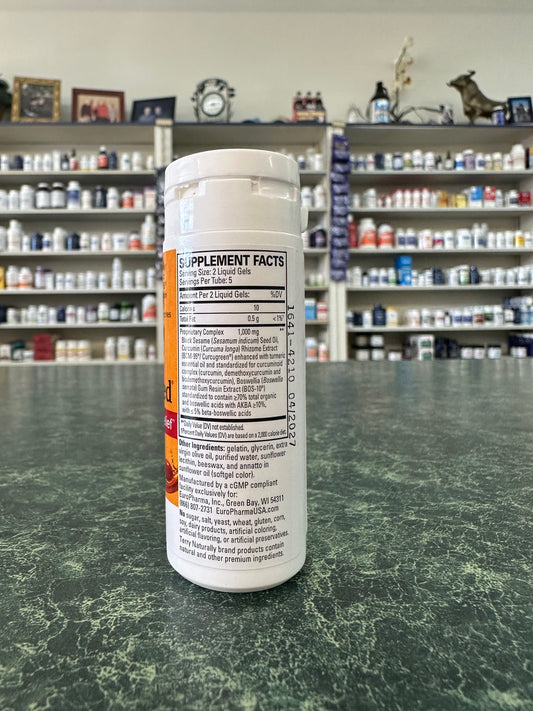 SUPPLEMENT FACTS
Serving Size: 2 Liquid Gels
Servings Per Tube: 5
Amount Per 2 Liquid Gels: %DV
Calories 10
Total Fat 0.5 g <1%*
Proprietary Complex 1,000 mg **
Black Sesame (Sesamum indicum) Seed Oil,
Curcumin (Curcuma longa) Rhizome Extract
(BCM-95®/ Curcugreen®) enhanced with turmeric
essential oil and standardized for curcuminoid
complex (curcumin, demethoxycurcumin and
bisdemethoxycurcumin), Boswellia (Boswellia
serrata) Gum Resin Extract (BOS-10®)
standardized to contain ≥70% total organic
and boswellic acids with AKBA ≥10%,
with ≤ 5% beta-boswellic acids
**Daily Value (DV) not established.
*Percent Daily Values (DV) are based on a 2,000 calorie diet.
Other Ingredients: gelatin, glycerin, extra
virgin olive oil, purified water, sunflower
lecithin, beeswax, and annatto in
sunflower oil (softgel color).
Manufactured by a cGMP compliant
facility exclusively for:
EuroPharma, Inc., Green Bay, WI 54311
(866) 807-2731 EuroPharmaUSA.com
No sugar, salt, yeast, wheat, gluten, corn,
soy, dairy products, artificial coloring,
artificial flavoring, or artificial preservatives.
Terry Naturally brand products contain
natural and other premium ingredients.
1641-4210 04/2027
ed®
ief™